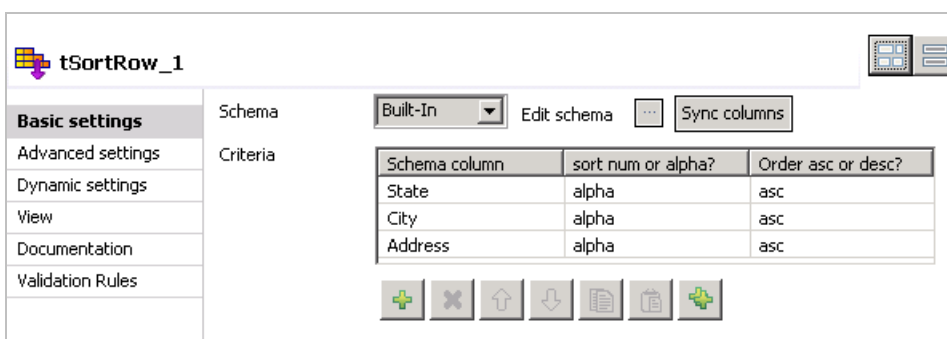 tSortRow_1
Basic settings
Advanced settings
Dynamic settings
View
Documentation
Validation Rules
Schema Built-In Edit schema ... Sync columns
Criteria
Schema column sort num or alpha? Order asc or desc?
State alpha asc
City alpha asc
Address alpha asc